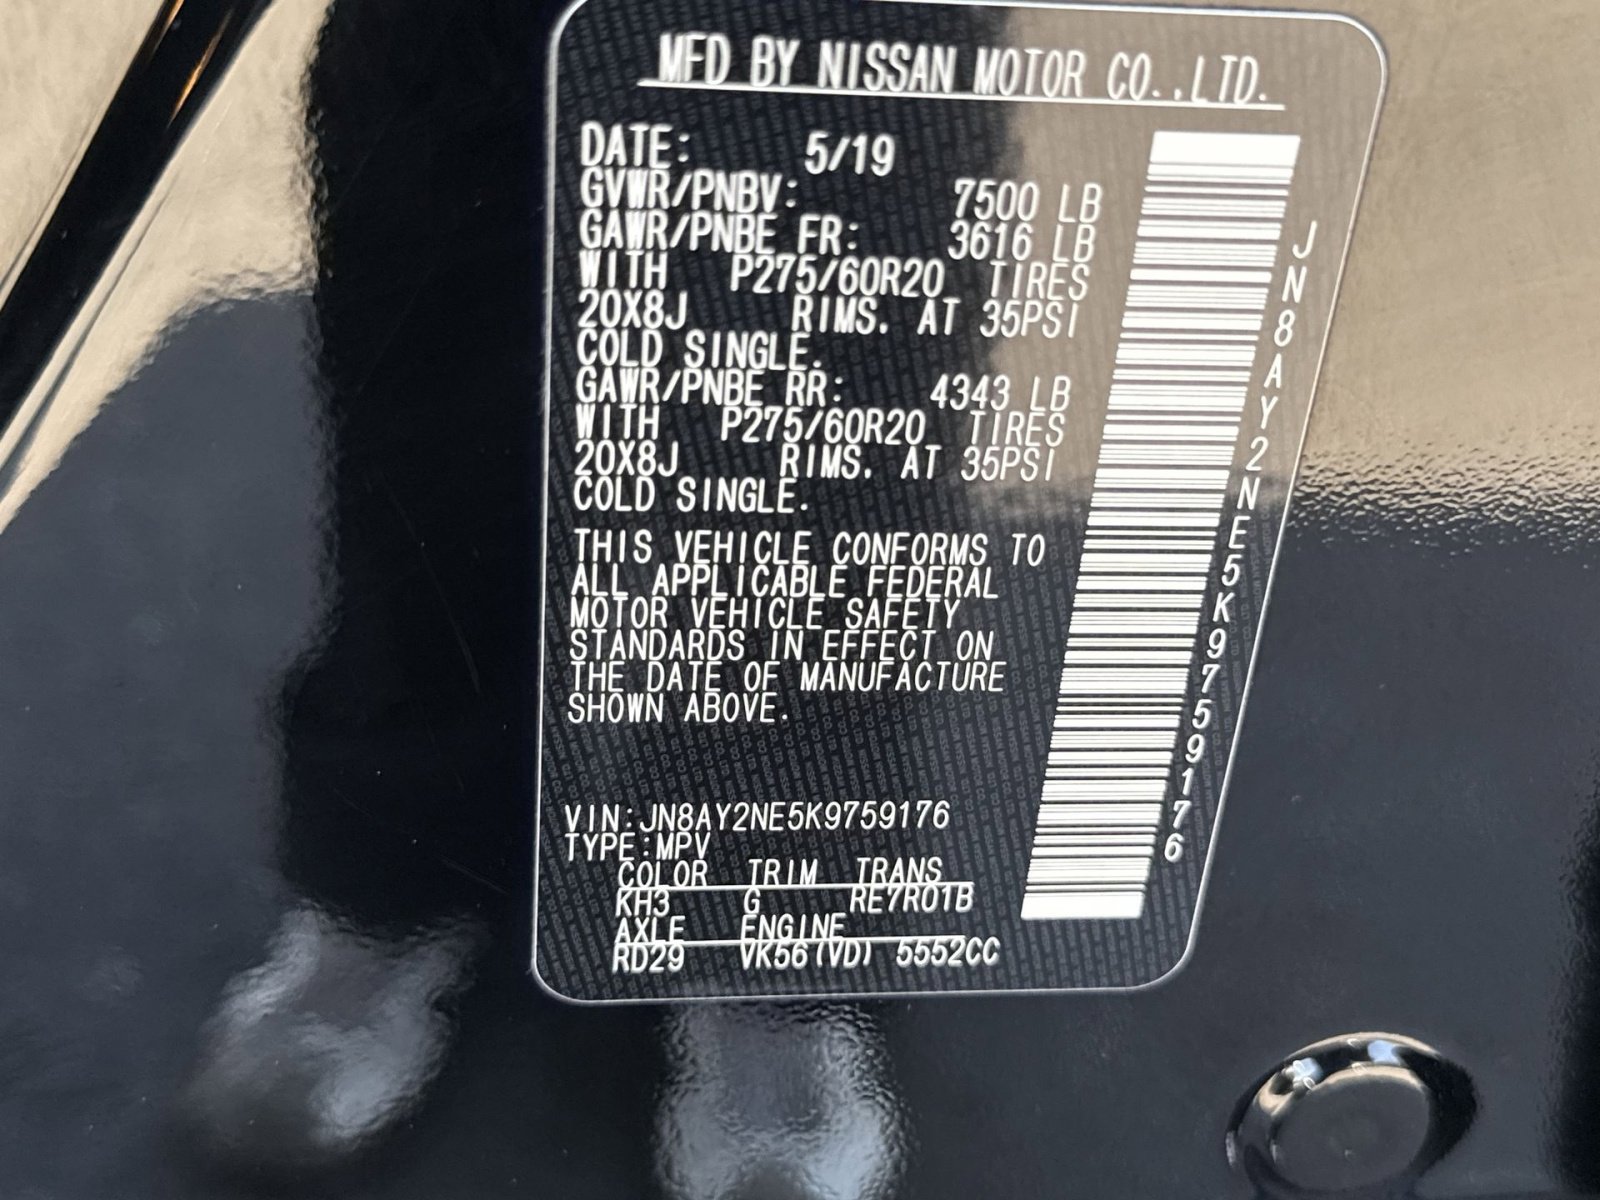 MFD BY NISSAN MOTOR CO.,LTD.
DATE: 5/19
GVWR/PNBV: 7500 LB
GAWR/PNBE FR: 3616 LB
WITH P275/60R20 TIRES
20X8J RIMS. AT 35PSI
COLD SINGLE.
GAWR/PNBE RR: 4343 LB
WITH P275/60R20 TIRES
20X8J RIMS. AT 35PSI
COLD SINGLE.
THIS VEHICLE CONFORMS TO
ALL APPLICABLE FEDERAL
MOTOR VEHICLE SAFETY
STANDARDS IN EFFECT ON
THE DATE OF MANUFACTURE
SHOWN ABOVE.
VIN:JN8AY2NE5K9759176
TYPE:MPV
COLOR TRIM TRANS
KH3 G RE7R01B
AXLE ENGINE
RD29 VK56(VD) 5552CC
JN8AY2NE5K9759176